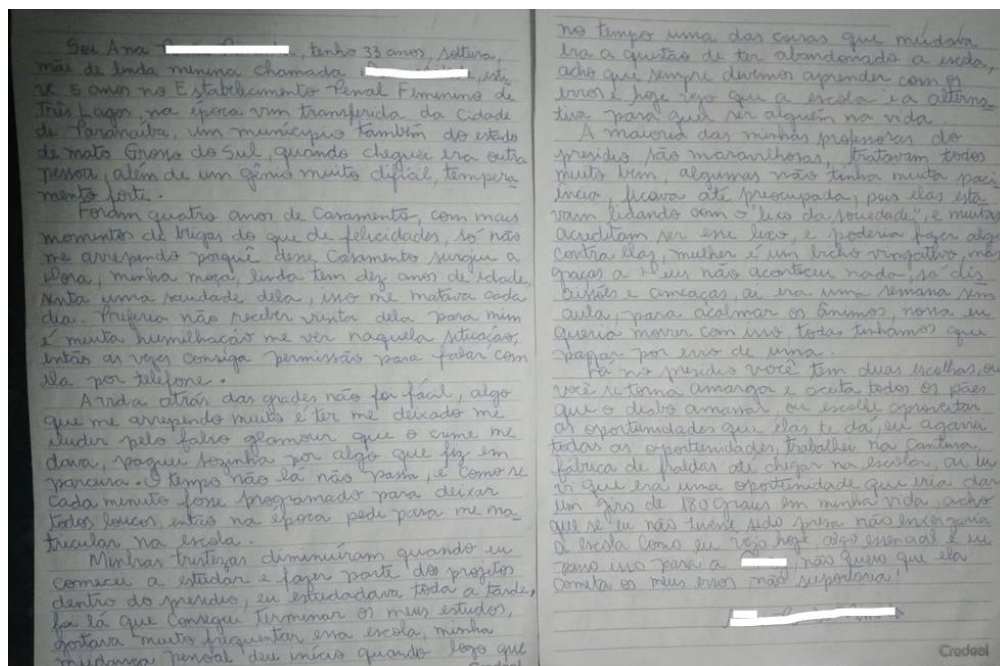 Sou Ana , tenho 33 anos, solteira,
mãe de linda menina chamada , esti
ve 5 anos no Estabelecimento Penal Feminino de
Três Lagoas, na época vim transferida da Cidade
de Paranaíba, um município também do estado
de mato Grosso do Sul, quando cheguei era outra
pessoa, além de um gênio muito difícil, tempera-
mento forte.
Foram quatro anos de Casamento, com mais
momentos de brigas do que de felicidades, só não
me arrependo porquê desse Casamento surgiu a
minha moça, linda tem dez anos de idade,
sinto uma saudade dela, isso me matava cada
dia. Preferia não receber visita dela para mim
é muita humilhação me ver naquela situação,
então as vezes consiga permissão para falar com
ela por telefone.
A vida atrás das grades não foi fácil, algo
que me arrependo muito é ter me deixado me
iludir pelo falso glamour que o crime me
dava, paguei sozinha por algo que fiz em
parceria. O tempo não lá não passa, é como se
cada minuto fosse programado para deixar
todos loucos, então na época pede para me ma-
tricular na escola.
Minhas tristezas diminuíram quando eu
comecei a estudar e fazer parte dos projetos
dentro do presídio, eu estudadava toda a tarde,
foi lá que consegui terminar os meus estudos,
gostava muito frequentar essa escola, minha
mudança pessoal deu início quando logo que
no tempo uma das coisas que mudava
era a questão de ter abandonado a escola,
acho que sempre devimos aprender com os
erros e hoje vejo que a escola é a alterna-
tiva para quer ser alguém na vida.
A maioria das minhas professoras do
presídio são maravilhosas, tratavam todos
muito bem, algumas não tinha muita paci
ência, ficava até preocupada, pois elas esta
vam lidando com o "lixo da sociedade", e muitas
acreditam ser esse lixo, e poderia fazer algo
contra elas, mulher é um bicho vingativo, mas
graças a Deus não aconteceu nada, só dis
cussões e ameaças, ai era uma semana sem
aula, para acalmar os ânimos, nossa eu
queria morrer com isso, toda tinhamos que
pagar por erro de uma.
Lá no presídio você tem duas escolhas, ou
você se torna amarga e aceita todos os pães
que o diabo amassar, ou escolhe aproveitar
as oportunidades que elas te dá, eu agarrei
todas as oportunidades, trabalhei na Cantina,
fábrica de fraldas até chegar na escola, ai eu
vi que era uma oportunidade que iria dar
um giro de 180 graus em minha vida, acho
que se eu não tivesse sido presa não enxergaria
a escola como eu vejo hoje, algo essencial e eu
passo isso para a , não quero que ela
cometa os meus erros, não suportaria!
Credeal
Credeal